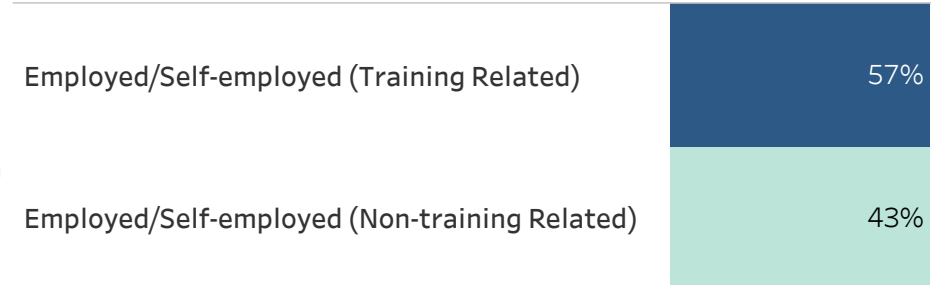 Employed/Self-employed (Training Related) 57%
Employed/Self-employed (Non-training Related) 43%